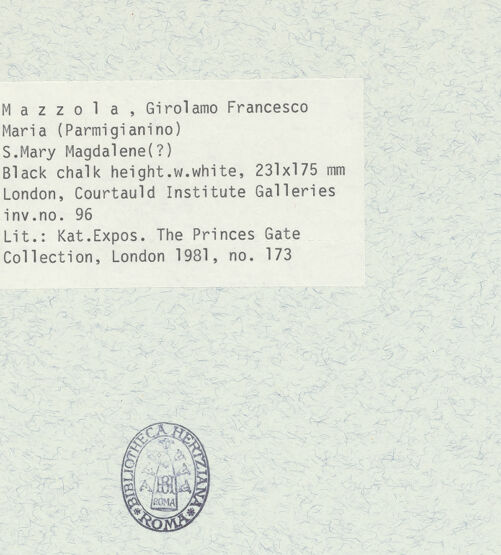 M a z z o l a , Girolamo Francesco
Maria (Parmigianino)
S.Mary Magdalene(?)
Black chalk height.w.white, 231x175 mm
London, Courtauld Institute Galleries
inv.no. 96
Lit.: Kat.Expos. The Princes Gate
Collection, London 1981, no. 173
BIBLIOTHECA HERTZIANA
ROMA
* ROMA *